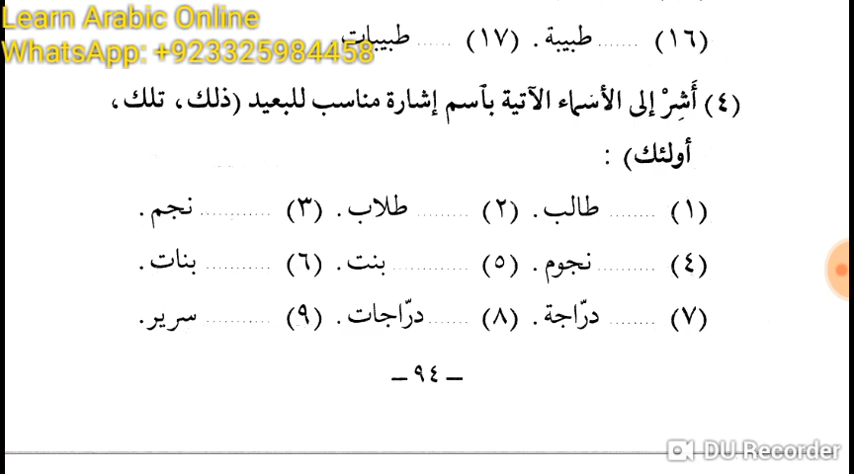 Learn Arabic Online
WhatsApp: +923325984458
(١٦) ...... طبيبة . (١٧) ..... طبيبات
(٤) أَشِرْ إلى الأسماء الآتية بٱسم إشارة مناسب للبعيد (ذلك، تلك،
أولئك) :
(١) ....... طالب . (٢) ........ طلاب . (٣) ........... نجم .
(٤) ........ نجوم . (٥) ............ بنت . (٦) .......... بنات .
(٧) ....... درّاجة . (٨) ...... درّاجات . (٩) .......... سرير .
– ٩٤ –
DU Recorder